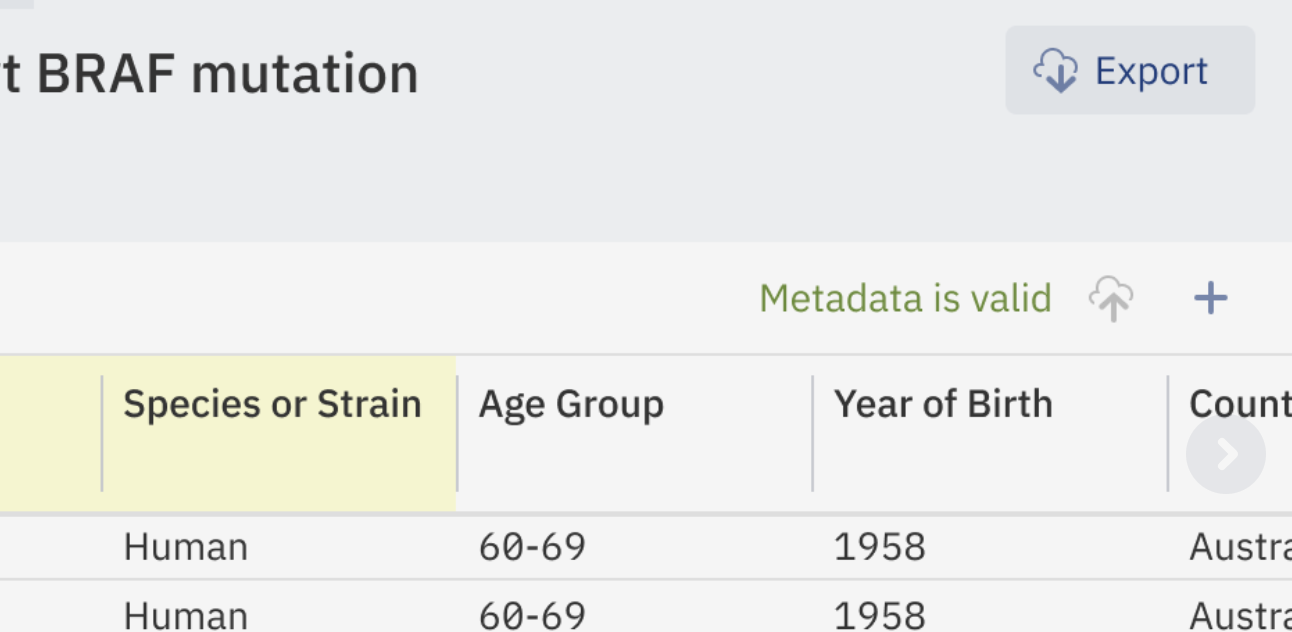 t BRAF mutation
Export
Metadata is valid
Species or Strain Age Group Year of Birth Count
Human 60-69 1958 Austra
Human 60-69 1958 Austra